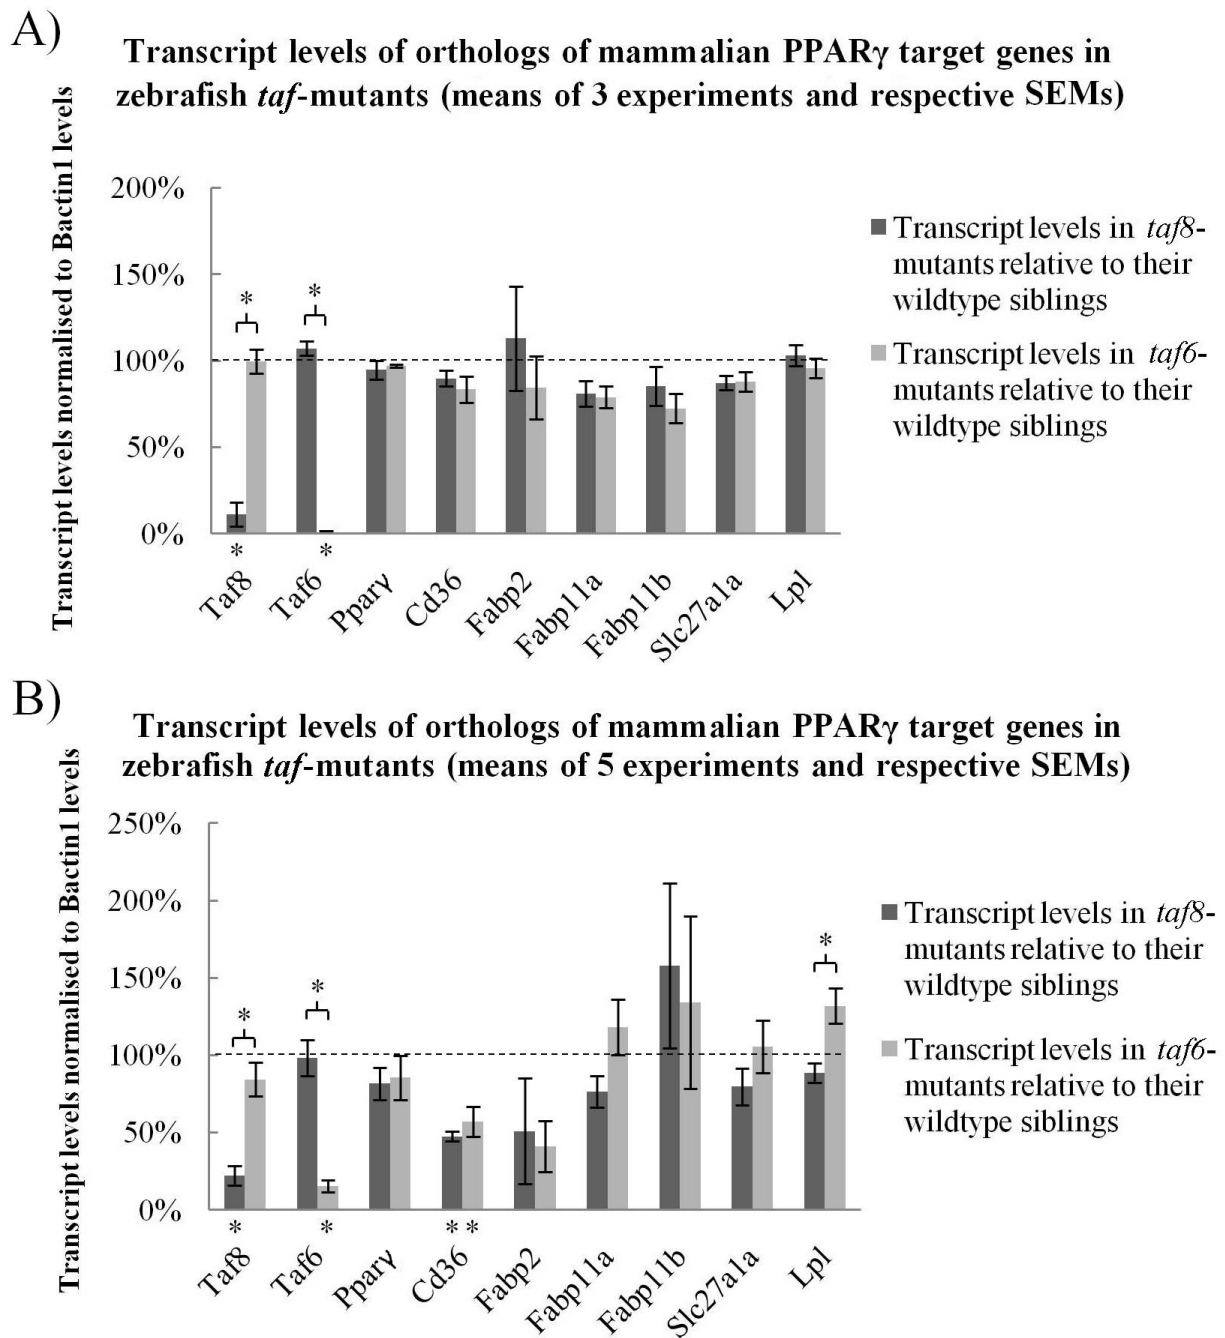 A)
Transcript levels of orthologs of mammalian PPARγ target genes in
zebrafish taf-mutants (means of 3 experiments and respective SEMs)
Transcript levels normalised to Bactin1 levels
200%
150%
100%
50%
0%
*
*
*
*
Taf8
Taf6
Pparγ
Cd36
Fabp2
Fabp11a
Fabp11b
Slc27a1a
Lpl
Transcript levels in taf8-
mutants relative to their
wildtype siblings
Transcript levels in taf6-
mutants relative to their
wildtype siblings
B)
Transcript levels of orthologs of mammalian PPARγ target genes in
zebrafish taf-mutants (means of 5 experiments and respective SEMs)
Transcript levels normalised to Bactin1 levels
250%
200%
150%
100%
50%
0%
*
*
*
*
*
* *
Taf8
Taf6
Pparγ
Cd36
Fabp2
Fabp11a
Fabp11b
Slc27a1a
Lpl
Transcript levels in taf8-
mutants relative to their
wildtype siblings
Transcript levels in taf6-
mutants relative to their
wildtype siblings